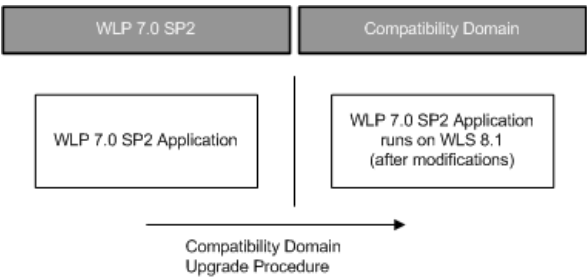 WLP 7.0 SP2
Compatibility Domain
WLP 7.0 SP2 Application
WLP 7.0 SP2 Application
runs on WLS 8.1
(after modifications)
Compatibility Domain
Upgrade Procedure